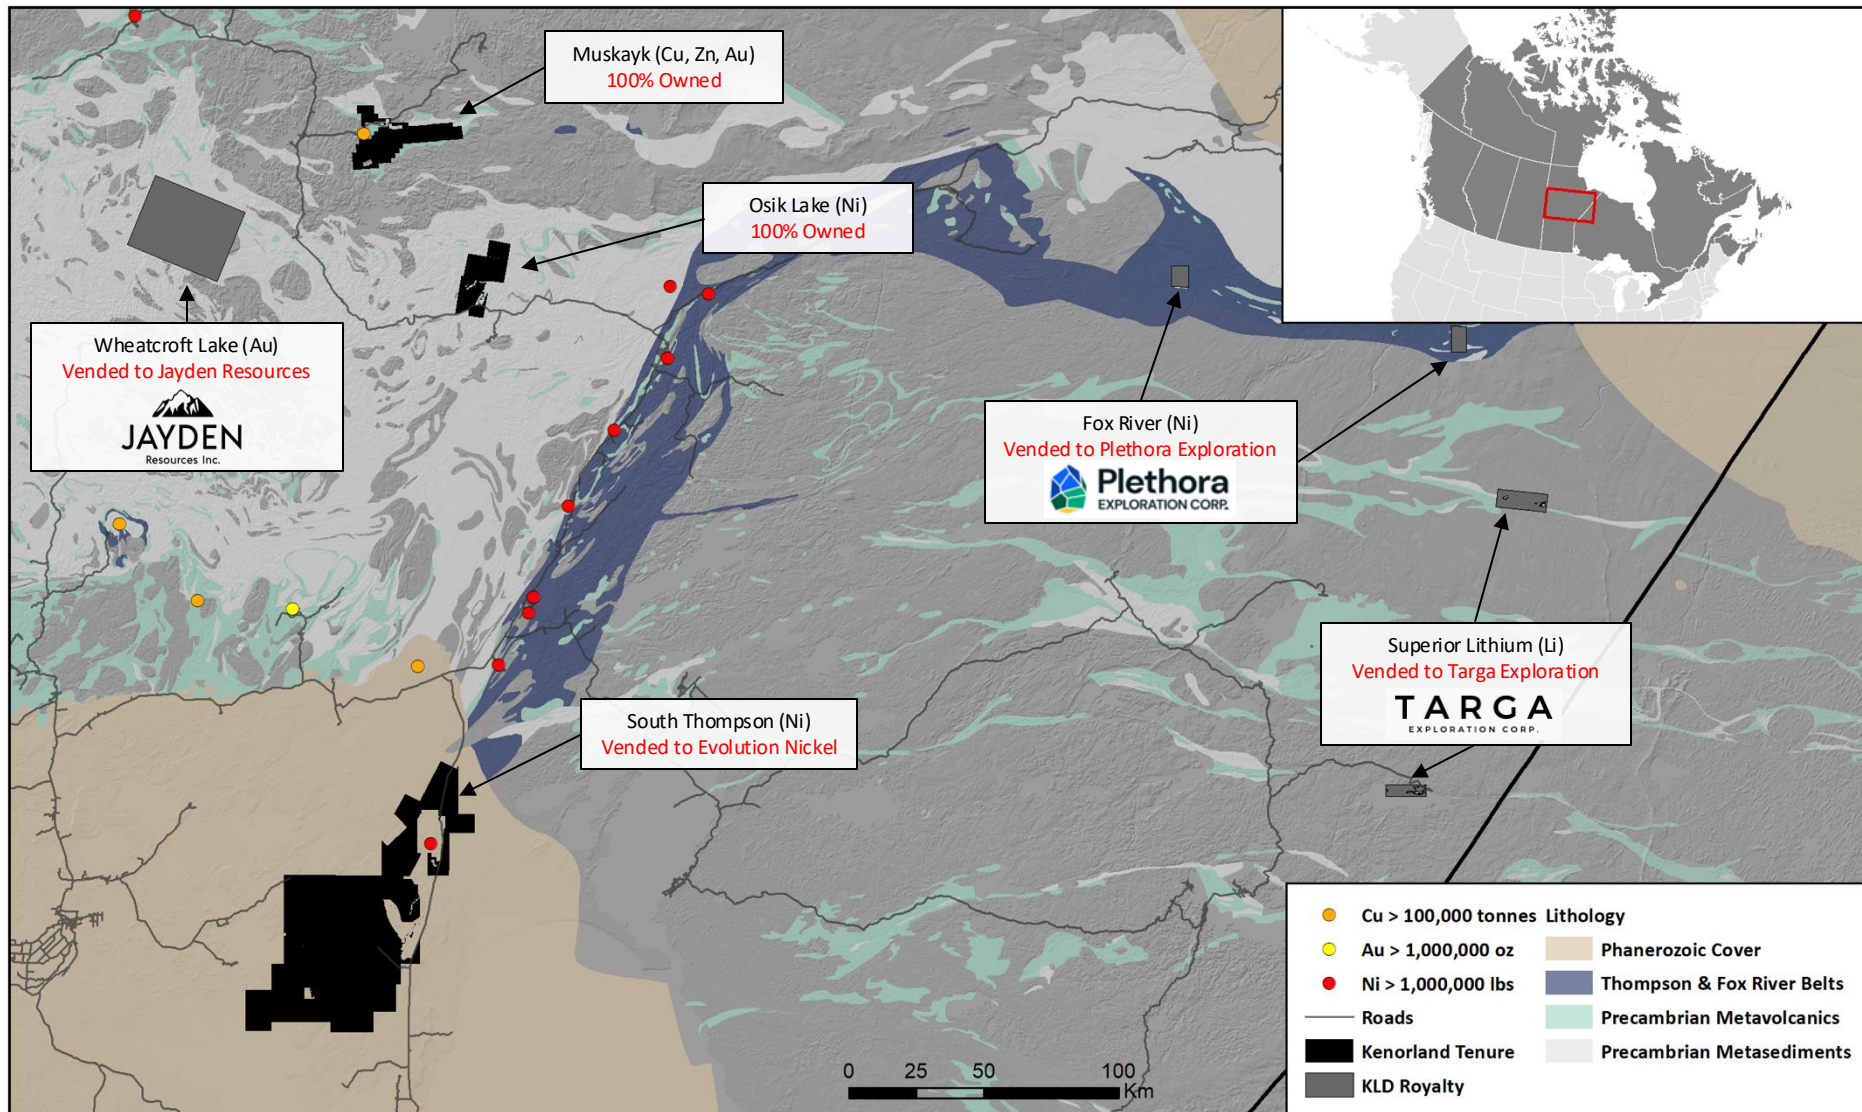 Muskayk (Cu, Zn, Au)
100% Owned
Osik Lake (Ni)
100% Owned
Wheatcroft Lake (Au)
Vended to Jayden Resources
JAYDEN
Resources Inc.
Fox River (Ni)
Vended to Plethora Exploration
Plethora
EXPLORATION CORP.
Superior Lithium (Li)
Vended to Targa Exploration
TARGA
EXPLORATION CORP.
South Thompson (Ni)
Vended to Evolution Nickel
0 25 50 100
Km
Cu > 100,000 tonnes
Au > 1,000,000 oz
Ni > 1,000,000 lbs
Roads
Kenorland Tenure
KLD Royalty
Lithology
Phanerozoic Cover
Thompson & Fox River Belts
Precambrian Metavolcanics
Precambrian Metasediments